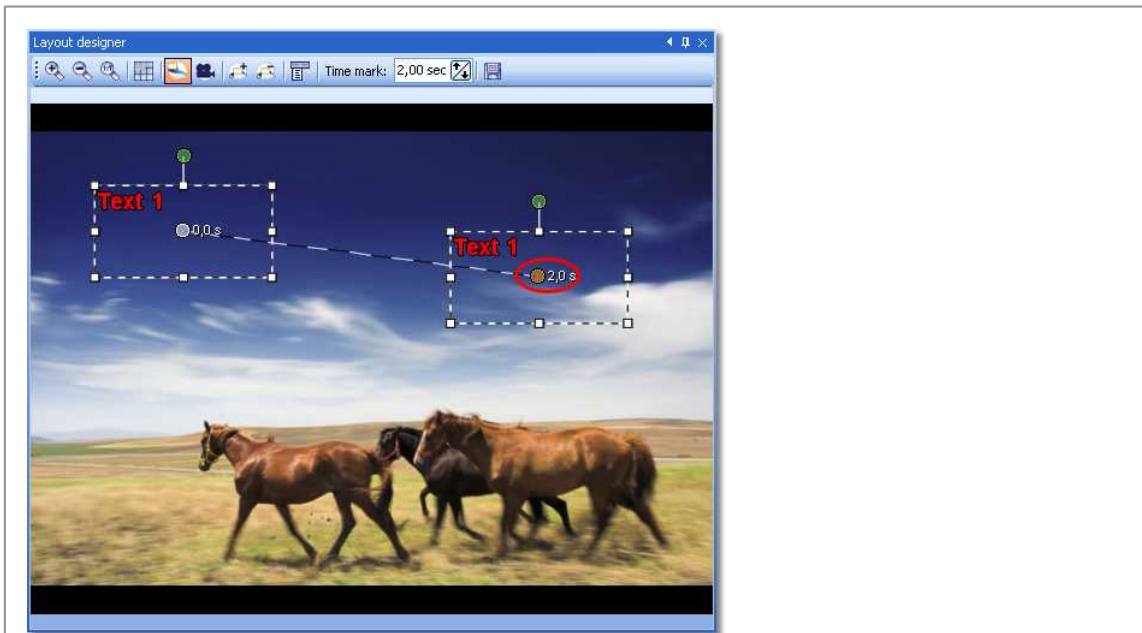 Layout designer
Time mark: 2,00 sec
Text 1
0,0 s
Text 1
2,0 s